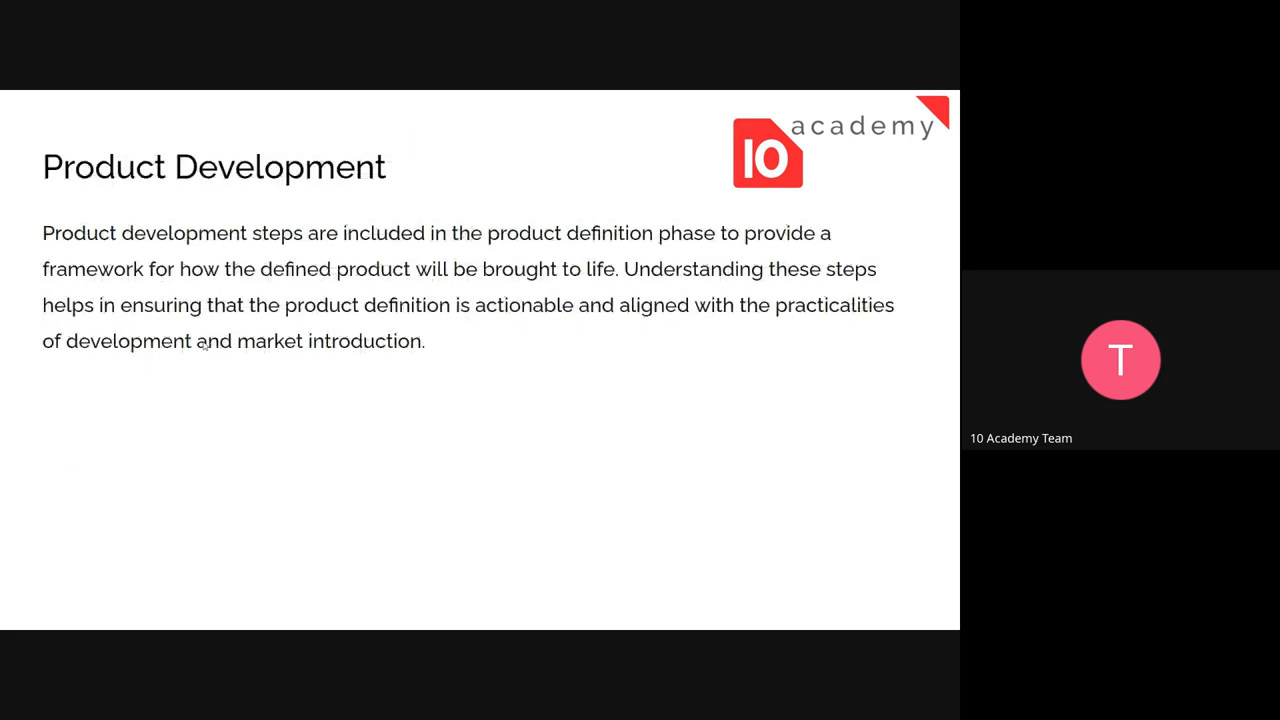 academy
10
Product Development
Product development steps are included in the product definition phase to provide a
framework for how the defined product will be brought to life. Understanding these steps
helps in ensuring that the product definition is actionable and aligned with the practicalities
of development and market introduction.
T
10 Academy Team